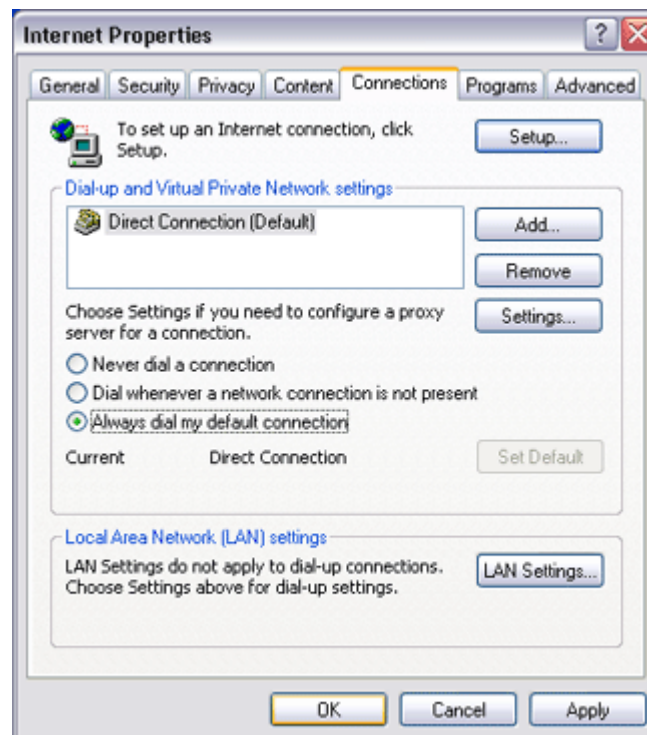 Internet Properties
General Security Privacy Content Connections Programs Advanced
To set up an Internet connection, click
Setup.
Setup...
Dial-up and Virtual Private Network settings
Direct Connection (Default)
Add...
Remove
Choose Settings if you need to configure a proxy
server for a connection.
Settings...
Never dial a connection
Dial whenever a network connection is not present
Always dial my default connection
Current Direct Connection Set Default
Local Area Network (LAN) settings
LAN Settings do not apply to dial-up connections.
Choose Settings above for dial-up settings.
LAN Settings...
OK Cancel Apply